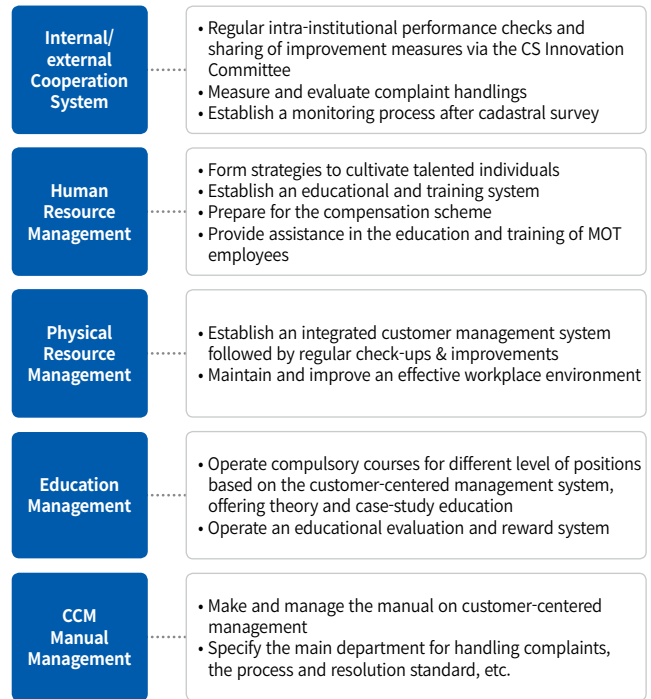 Internal/
external
Cooperation
System
• Regular intra-institutional performance checks and
sharing of improvement measures via the CS Innovation
Committee
• Measure and evaluate complaint handlings
• Establish a monitoring process after cadastral survey
Human
Resource
Management
• Form strategies to cultivate talented individuals
• Establish an educational and training system
• Prepare for the compensation scheme
• Provide assistance in the education and training of MOT
employees
Physical
Resource
Management
• Establish an integrated customer management system
followed by regular check-ups & improvements
• Maintain and improve an effective workplace environment
Education
Management
• Operate compulsory courses for different level of positions
based on the customer-centered management system,
offering theory and case-study education
• Operate an educational evaluation and reward system
CCM
Manual
Management
• Make and manage the manual on customer-centered
management
• Specify the main department for handling complaints,
the process and resolution standard, etc.